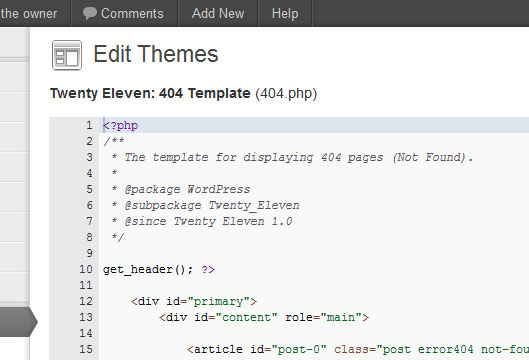 the owner Comments Add New Help
Edit Themes
Twenty Eleven: 404 Template (404.php)
1 <?php
2 /**
3  * The template for displaying 404 pages (Not Found).
4  *
5  * @package WordPress
6  * @subpackage Twenty_Eleven
7  * @since Twenty Eleven 1.0
8  */
9
10 get_header(); ?>
11
12     <div id="primary">
13         <div id="content" role="main">
14
15             <article id="post-0" class="post error404 not-fou